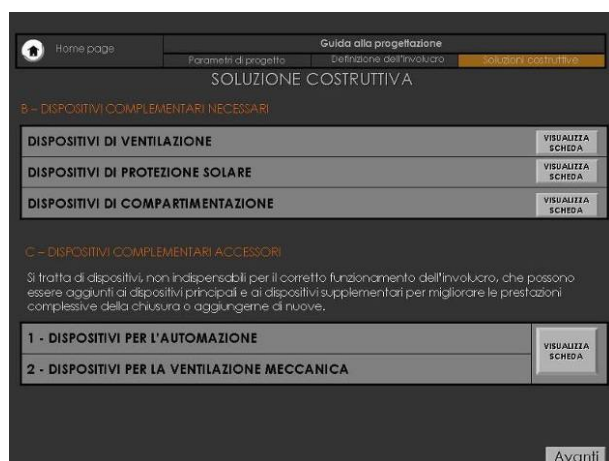 Home page
Guida alla progettazione
Parametri di progetto
Definizione dell'involucro
Soluzioni costruttive
SOLUZIONE COSTRUTTIVA
B – DISPOSITIVI COMPLEMENTARI NECESSARI
DISPOSITIVI DI VENTILAZIONE
VISUALIZZA
SCHEDA
DISPOSITIVI DI PROTEZIONE SOLARE
VISUALIZZA
SCHEDA
DISPOSITIVI DI COMPARTIMENTAZIONE
VISUALIZZA
SCHEDA
C – DISPOSITIVI COMPLEMENTARI ACCESSORI
Si tratta di dispositivi, non indispensabili per il corretto funzionamento dell'involucro, che possono
essere aggiunti ai dispositivi principali e ai dispositivi supplementari per migliorare le prestazioni
complessive della chiusura o aggiungerne di nuove.
1 - DISPOSITIVI PER L'AUTOMAZIONE
VISUALIZZA
SCHEDA
2 - DISPOSITIVI PER LA VENTILAZIONE MECCANICA
Avanti